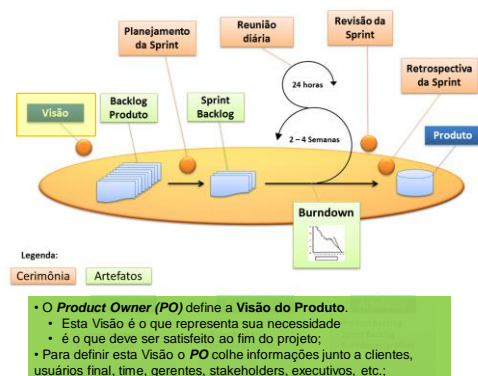 Planejamento
da Sprint
Reunião
diária
Revisão da
Sprint
Retrospectiva
da Sprint
24 horas
Visão
Backlog
Produto
Sprint
Backlog
2 – 4 Semanas
Produto
Burndown
Legenda:
Cerimônia
Artefatos
• O Product Owner (PO) define a Visão do Produto.
• Esta Visão é o que representa sua necessidade
• é o que deve ser satisfeito ao fim do projeto;
• Para definir esta Visão o PO colhe informações junto a clientes,
usuários final, time, gerentes, stakeholders, executivos, etc.;